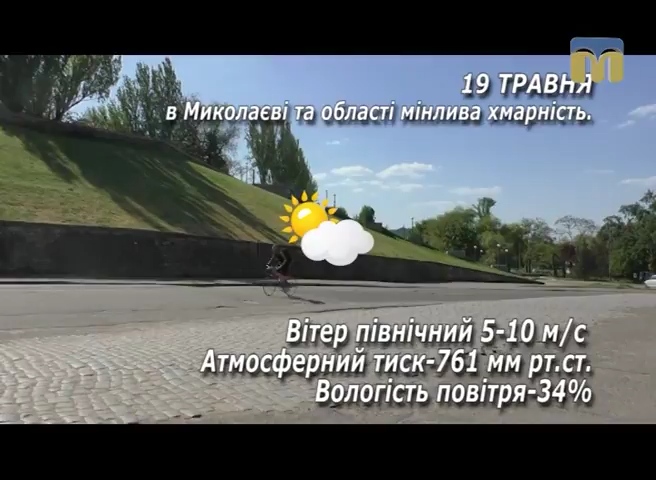 19 ТРАВНЯ
в Миколаєві та області мінлива хмарність.
Вітер північний 5-10 м/с
Атмосферний тиск-761 мм рт.ст.
Вологість повітря-34%